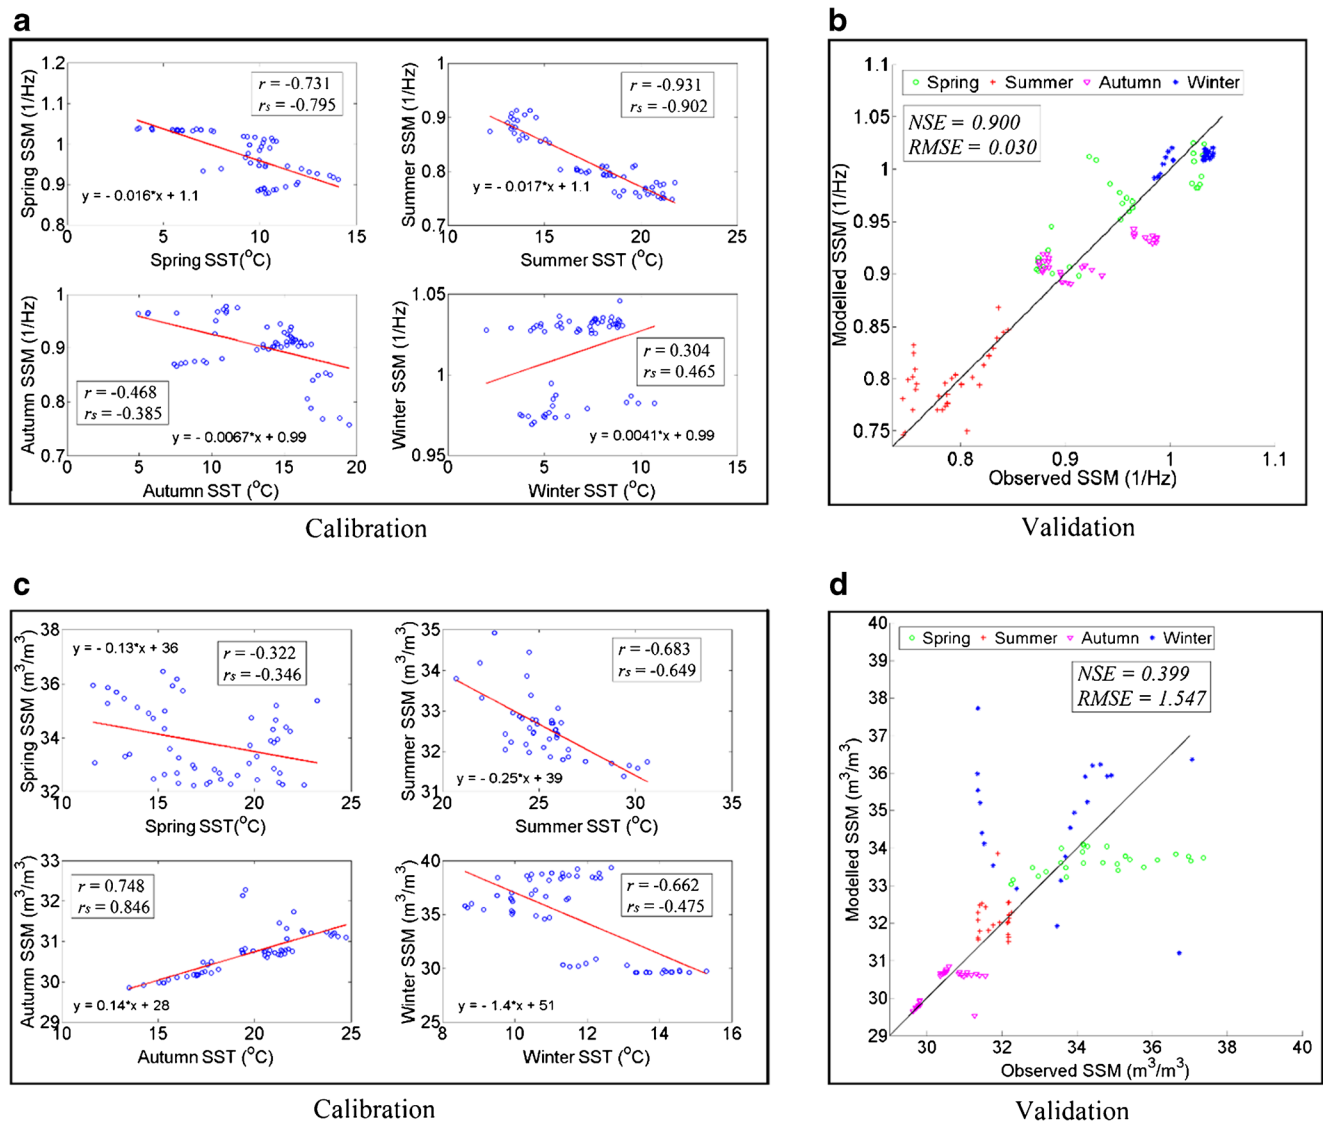 a
1.2
1.1
1
0.9
0.8
0
5
10
15
Spring SSM (1/Hz)
Spring SST(°C)
r = -0.731
rs = -0.795
y = - 0.016*x + 1.1
1
0.9
0.8
0.7
10
15
20
25
Summer SSM (1/Hz)
Summer SST (°C)
r = -0.931
rs = -0.902
y = - 0.017*x + 1.1
1
0.9
0.8
0.7
0
5
10
15
20
Autumn SSM (1/Hz)
Autumn SST (°C)
r = -0.468
rs = -0.385
y = - 0.0067*x + 0.99
1.05
1
0.95
0
5
10
15
Winter SSM (1/Hz)
Winter SST (°C)
r = 0.304
rs = 0.465
y = 0.0041*x + 0.99
Calibration
b
1.1
1.05
1
0.95
0.9
0.85
0.8
0.75
0.8
0.9
1
1.1
Modelled SSM (1/Hz)
Observed SSM (1/Hz)
Spring Summer Autumn Winter
NSE = 0.900
RMSE = 0.030
Validation
c
38
36
34
32
10
15
20
25
Spring SSM (m³/m³)
Spring SST(°C)
y = - 0.13*x + 36
r = -0.322
rs = -0.346
35
34
33
32
31
20
25
30
35
Summer SSM (m³/m³)
Summer SST (°C)
r = -0.683
rs = -0.649
y = - 0.25*x + 39
33
32
31
30
29
10
15
20
25
Autumn SSM (m³/m³)
Autumn SST (°C)
r = 0.748
rs = 0.846
y = 0.14*x + 28
40
35
30
25
8
10
12
14
16
Winter SSM (m³/m³)
Winter SST (°C)
r = -0.662
rs = -0.475
y = - 1.4*x + 51
Calibration
d
40
39
38
37
36
35
34
33
32
31
30
29
30
32
34
36
38
40
Modelled SSM (m³/m³)
Observed SSM (m³/m³)
Spring Summer Autumn Winter
NSE = 0.399
RMSE = 1.547
Validation